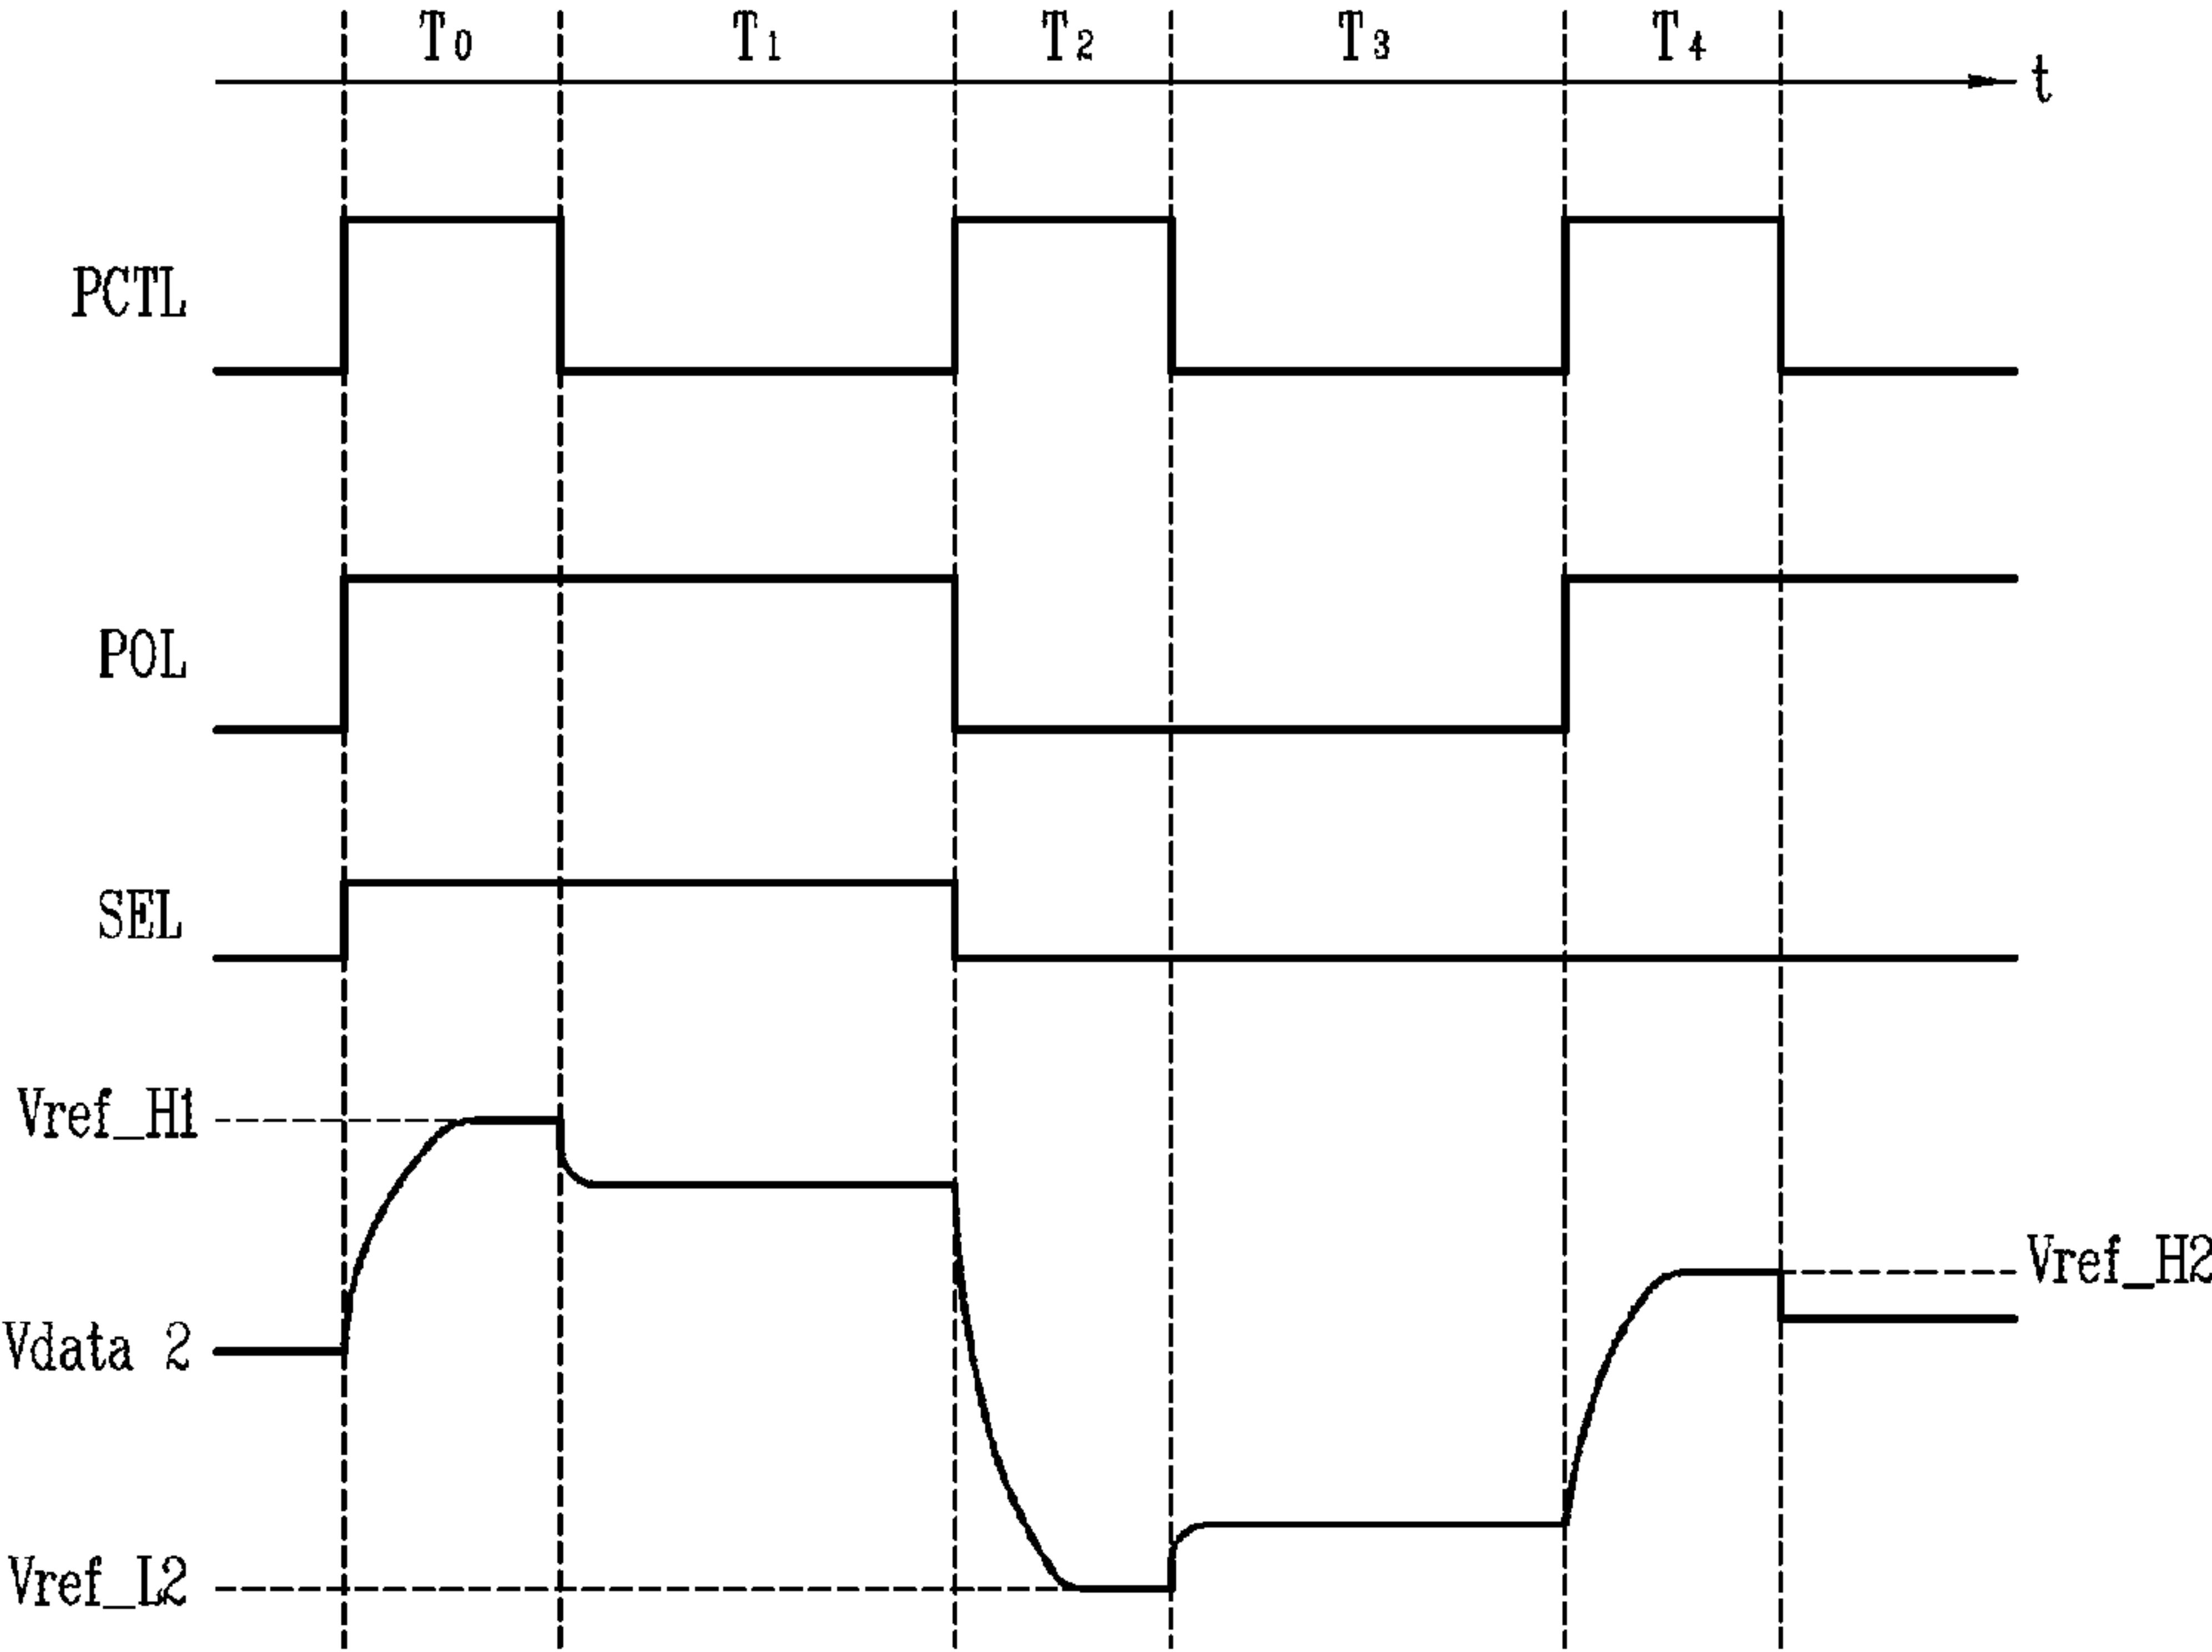 T0 T1 T2 T3 T4
t
PCTL
POL
SEL
Vref_H1
Vref_H2
Vdata 2
Vref_L2